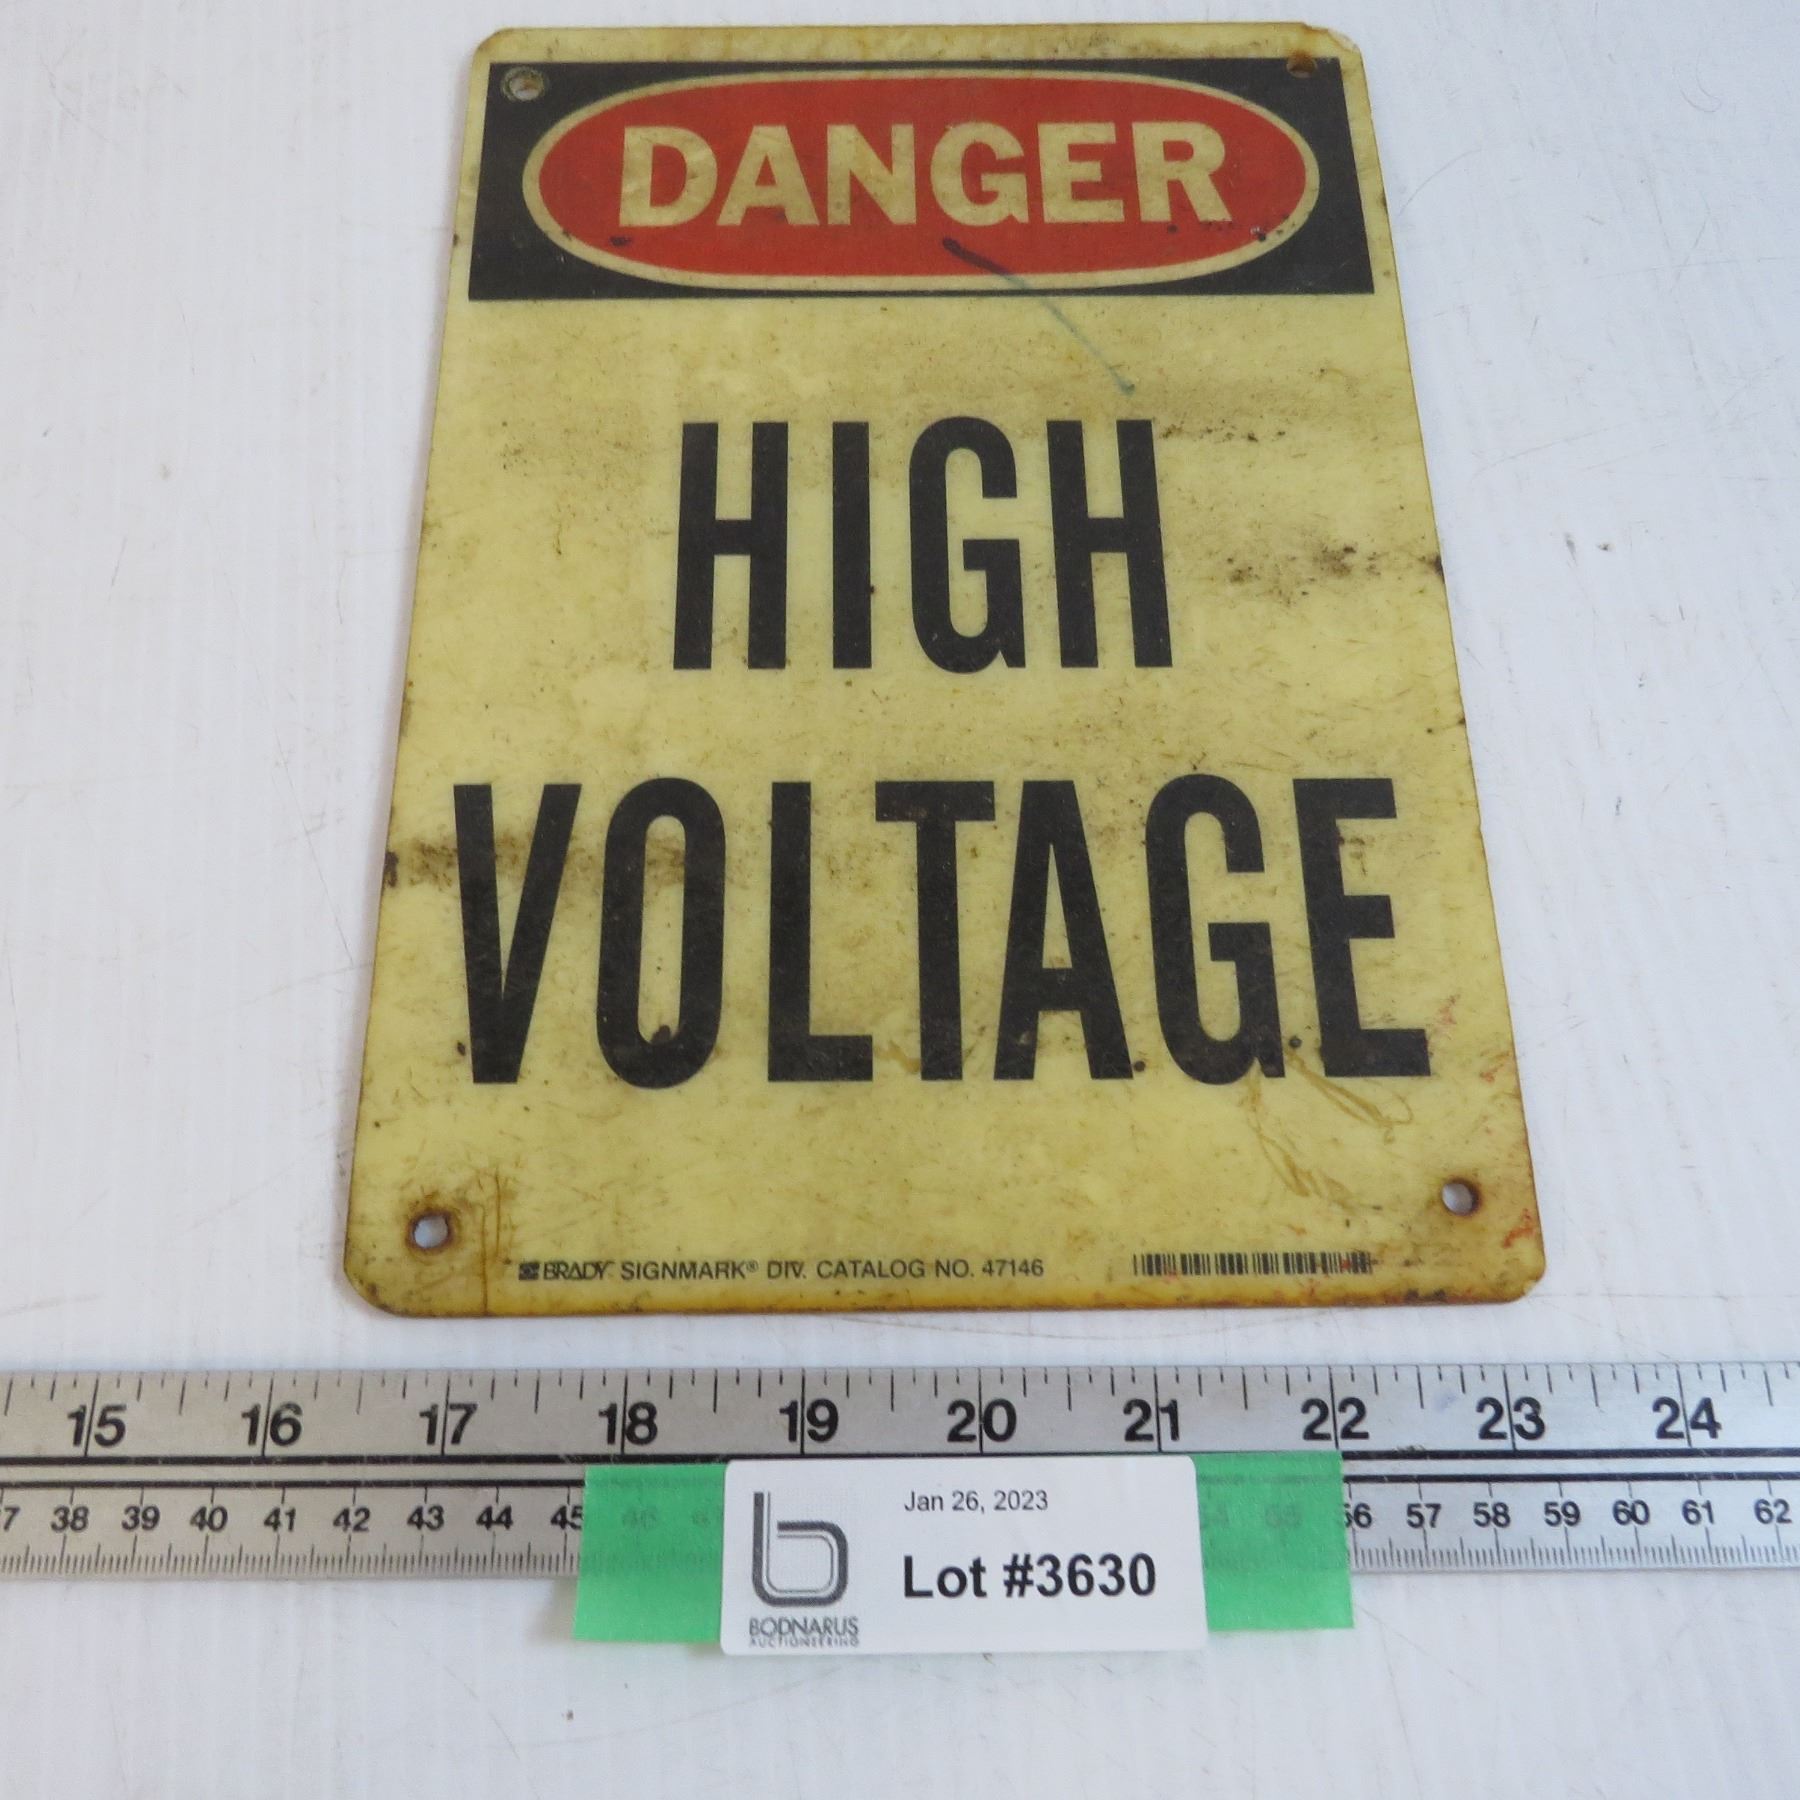 DANGER
HIGH
VOLTAGE
BRADY SIGNMARK® DIV. CATALOG NO. 47146
15 16 17 18 19 20 21 22 23 24
38 39 40 41 42 43 44 45 46 56 57 58 59 60 61 62
Jan 26, 2023
Lot #3630
BODNARUS
AUCTIONEERING